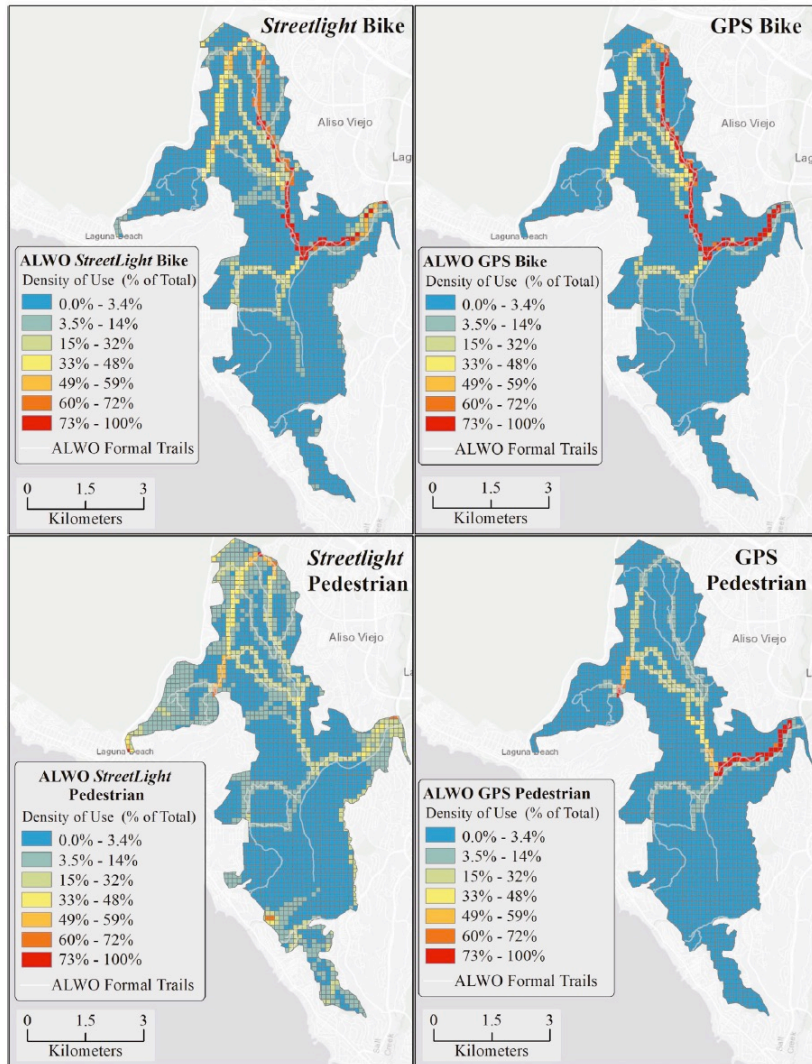 Streetlight Bike
Aliso Viejo
Lag
Laguna Beach
ALWO StreetLight Bike
Density of Use (% of Total)
0.0% - 3.4%
3.5% - 14%
15% - 32%
33% - 48%
49% - 59%
60% - 72%
73% - 100%
ALWO Formal Trails
0 1.5 3
Kilometers
GPS Bike
Aliso Viejo
Lag
Laguna Beach
ALWO GPS Bike
Density of Use (% of Total)
0.0% - 3.4%
3.5% - 14%
15% - 32%
33% - 48%
49% - 59%
60% - 72%
73% - 100%
ALWO Formal Trails
0 1.5 3
Kilometers
Streetlight
Pedestrian
Aliso Viejo
La
Laguna Beach
ALWO StreetLight
Pedestrian
Density of Use (% of Total)
0.0% - 3.4%
3.5% - 14%
15% - 32%
33% - 48%
49% - 59%
60% - 72%
73% - 100%
ALWO Formal Trails
0 1.5 3
Kilometers
GPS
Pedestrian
Aliso Viejo
L
Laguna Beach
ALWO GPS Pedestrian
Density of Use (% of Total)
0.0% - 3.4%
3.5% - 14%
15% - 32%
33% - 48%
49% - 59%
60% - 72%
73% - 100%
ALWO Formal Trails
0 1.5 3
Kilometers